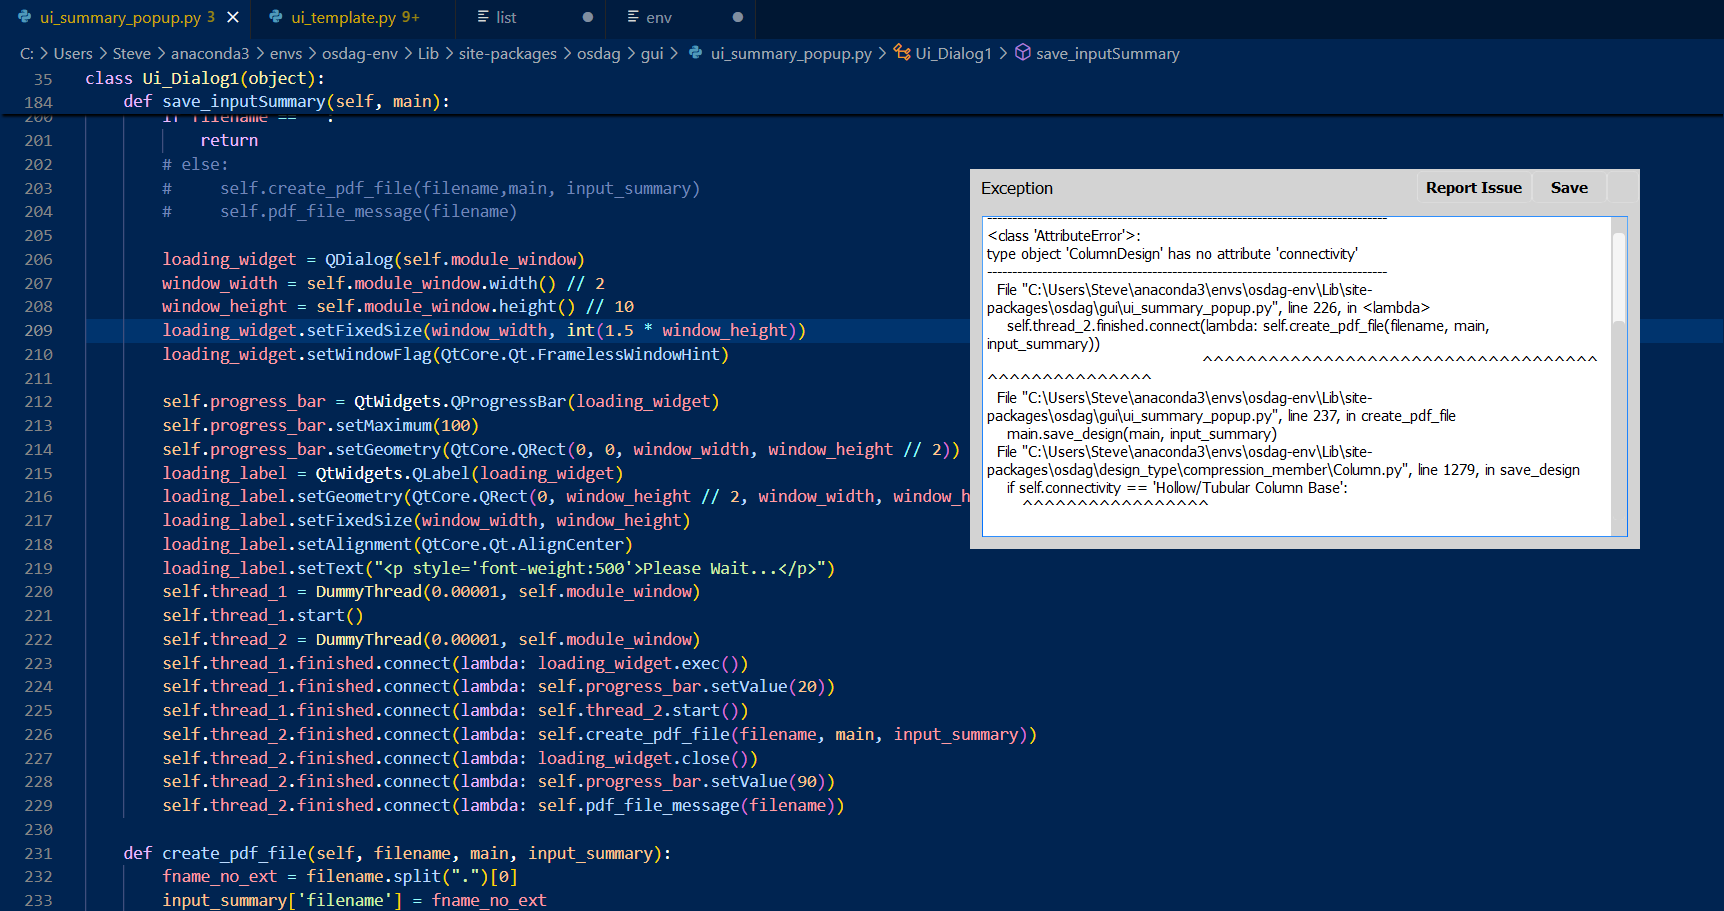 ui_summary_popup.py 3 ui_template.py 9+ list env
C: > Users > Steve > anaconda3 > envs > osdag-env > Lib > site-packages > osdag > gui > ui_summary_popup.py > Ui_Dialog1 > save_inputSummary
35 class Ui_Dialog1(object):
184 def save_inputSummary(self, main):
200 if filename == :
201 return
202 # else:
203 # self.create_pdf_file(filename,main, input_summary)
204 # self.pdf_file_message(filename)
205
206 loading_widget = QDialog(self.module_window)
207 window_width = self.module_window.width() // 2
208 window_height = self.module_window.height() // 10
209 loading_widget.setFixedSize(window_width, int(1.5 * window_height))
210 loading_widget.setWindowFlag(QtCore.Qt.FramelessWindowHint)
211
212 self.progress_bar = QtWidgets.QProgressBar(loading_widget)
213 self.progress_bar.setMaximum(100)
214 self.progress_bar.setGeometry(QtCore.QRect(0, 0, window_width, window_height // 2))
215 loading_label = QtWidgets.QLabel(loading_widget)
216 loading_label.setGeometry(QtCore.QRect(0, window_height // 2, window_width, window_h
217 loading_label.setFixedSize(window_width, window_height)
218 loading_label.setAlignment(QtCore.Qt.AlignCenter)
219 loading_label.setText("<p style='font-weight:500'>Please Wait...</p>")
220 self.thread_1 = DummyThread(0.00001, self.module_window)
221 self.thread_1.start()
222 self.thread_2 = DummyThread(0.00001, self.module_window)
223 self.thread_1.finished.connect(lambda: loading_widget.exec())
224 self.thread_1.finished.connect(lambda: self.progress_bar.setValue(20))
225 self.thread_1.finished.connect(lambda: self.thread_2.start())
226 self.thread_2.finished.connect(lambda: self.create_pdf_file(filename, main, input_summary))
227 self.thread_2.finished.connect(lambda: loading_widget.close())
228 self.thread_2.finished.connect(lambda: self.progress_bar.setValue(90))
229 self.thread_2.finished.connect(lambda: self.pdf_file_message(filename))
230
231 def create_pdf_file(self, filename, main, input_summary):
232 fname_no_ext = filename.split(".")[0]
233 input_summary['filename'] = fname_no_ext
Exception Report Issue Save
--------------------------------------------------------------------------------
<class 'AttributeError'>:
type object 'ColumnDesign' has no attribute 'connectivity'
--------------------------------------------------------------------------------
File "C:\Users\Steve\anaconda3\envs\osdag-env\Lib\site-
packages\osdag\gui\ui_summary_popup.py", line 226, in <lambda>
self.thread_2.finished.connect(lambda: self.create_pdf_file(filename, main,
input_summary))
^^^^^^^^^^^^^^^^^^^^^^^^^^^^^^^^^^^^
^^^^^^^^^^^^^^^
File "C:\Users\Steve\anaconda3\envs\osdag-env\Lib\site-
packages\osdag\gui\ui_summary_popup.py", line 237, in create_pdf_file
main.save_design(main, input_summary)
File "C:\Users\Steve\anaconda3\envs\osdag-env\Lib\site-
packages\osdag\design_type\compression_member\Column.py", line 1279, in save_design
if self.connectivity == 'Hollow/Tubular Column Base':
^^^^^^^^^^^^^^^^^